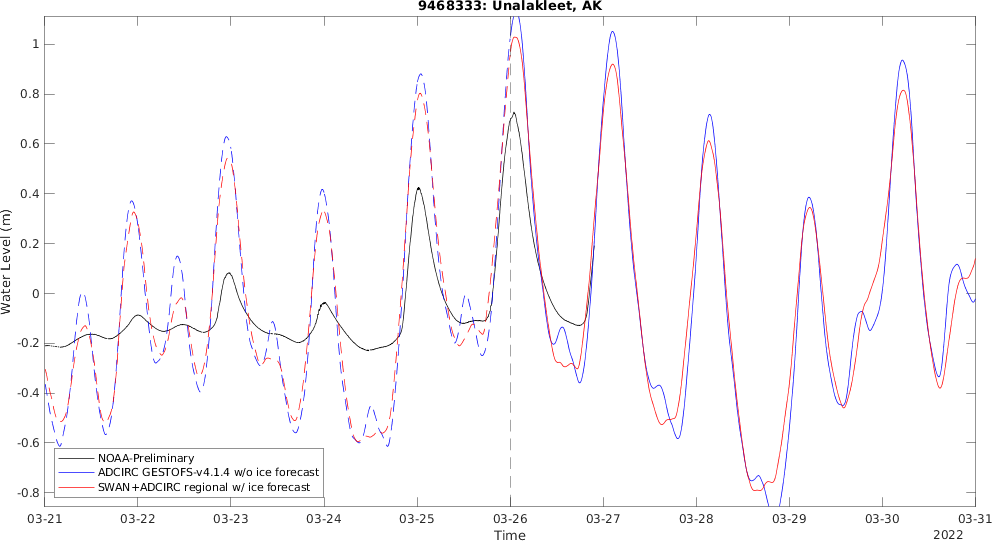 9468333: Unalakleet, AK
Water Level (m)
1
0.8
0.6
0.4
0.2
0
-0.2
-0.4
-0.6
-0.8
NOAA-Preliminary
ADCIRC GESTOFS-v4.1.4 w/o ice forecast
SWAN+ADCIRC regional w/ ice forecast
03-21 03-22 03-23 03-24 03-25 03-26 03-27 03-28 03-29 03-30 03-31
Time
2022